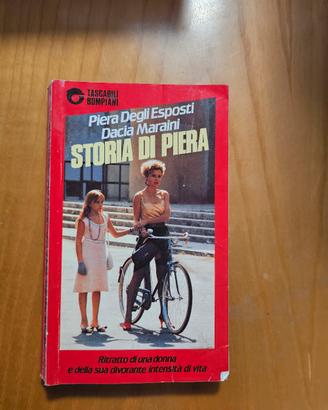 TASCABILI
BOMPIANI
Piera Degli Esposti
Dacia Maraini
STORIA DI PIERA
Ritratto di una donna
e della sua divorante intensità di vita